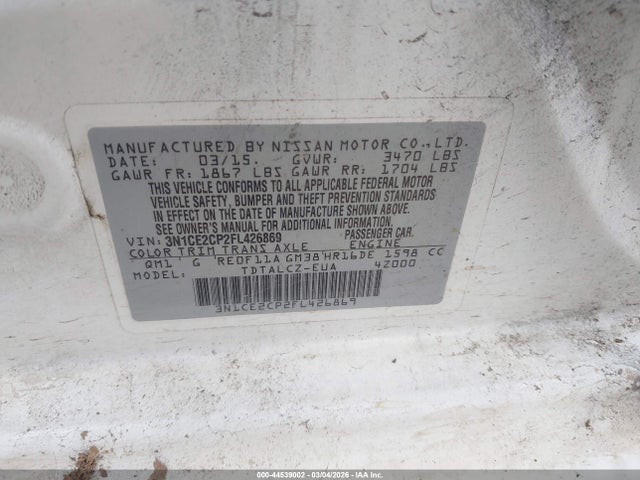 MANUFACTURED BY NISSAN MOTOR CO., LTD.
DATE: 03/15. GVWR: 3470 LBS
GAWR FR: 1867 LBS GAWR RR: 1704 LBS
THIS VEHICLE CONFORMS TO ALL APPLICABLE FEDERAL MOTOR
VEHICLE SAFETY, BUMPER AND THEFT PREVENTION STANDARDS
IN EFFECT ON THE DATE OF MANUFACTURE SHOWN ABOVE.
SEE OWNER'S MANUAL FOR ADDITIONAL INFORMATION.
VIN: 3N1CE2CP2FL426869 PASSENGER CAR.
COLOR TRIM TRANS AXLE ENGINE
QM1 G RE0F11A GM38 HR16DE 1598 CC
TDTALCZ-EUA 4Z000
3N1CE2CP2FL426869
000-44539002 - 03/04/2026 - IAA Holdings, LLC